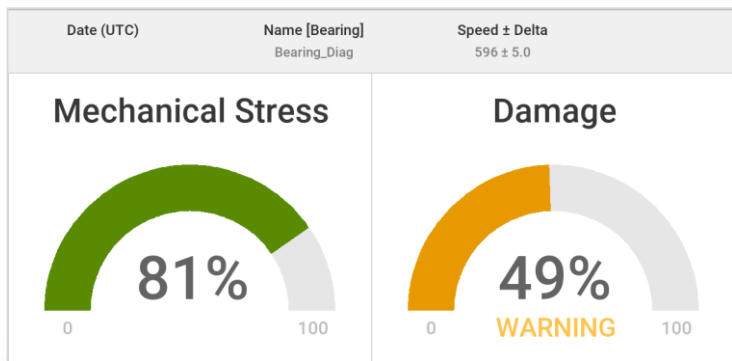 Date (UTC) Name [Bearing] Speed ± Delta
Bearing_Diag 596 ± 5.0
Mechanical Stress
81%
0 100
Damage
49%
WARNING
0 100